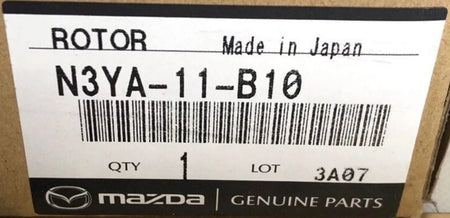 ROTOR Made in Japan
N3YA-11-B10
QTY 1 LOT 3A07
mazda GENUINE PARTS